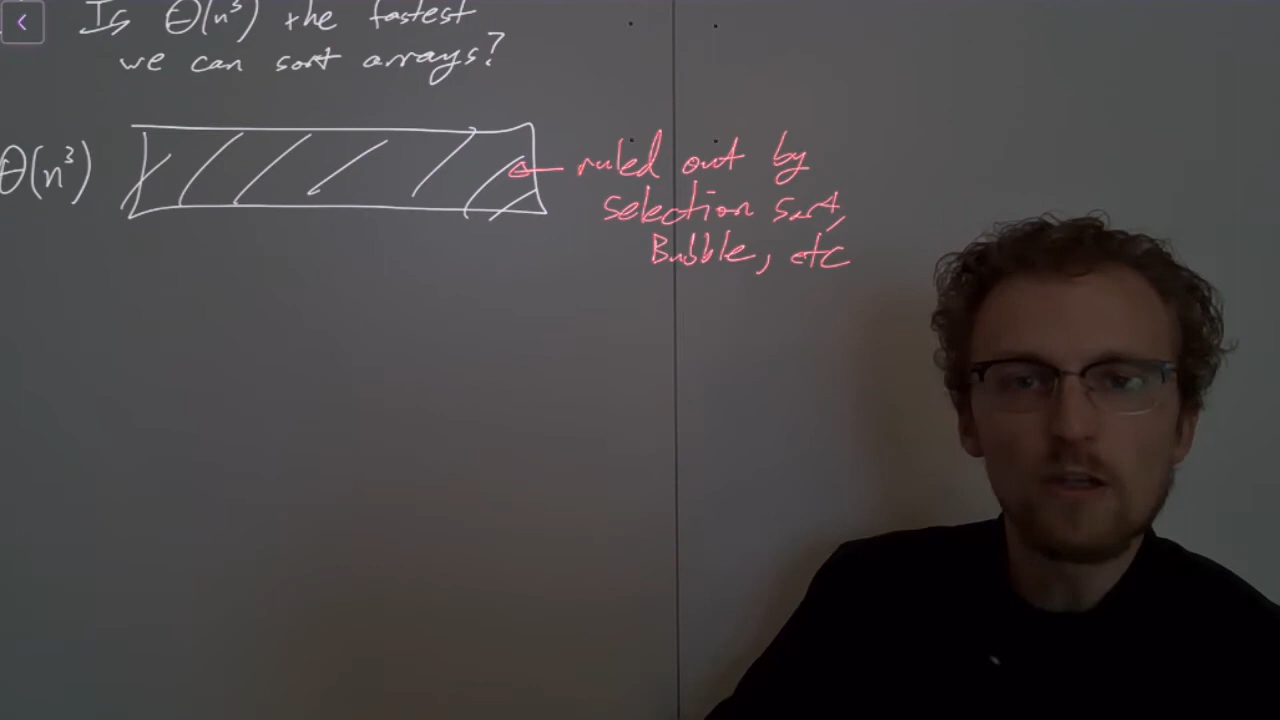 Is Θ(n³) the fastest
we can sort arrays?
Θ(n³)
ruled out by
selection sort,
Bubble, etc